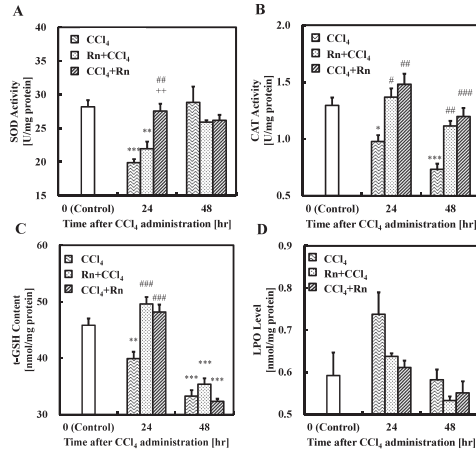 A
B
CCl4
Rn+CCl4
CCl4+Rn
SOD Activity
[U/mg protein]
40
35
30
25
20
15
10
***
**
##
++
0 (Control)
24
48
Time after CCl4 administration [hr]
CCl4
Rn+CCl4
CCl4+Rn
CAT Activity
[U/mg protein]
2.0
1.5
1.0
0.5
*
#
##
***
##
###
0 (Control)
24
48
Time after CCl4 administration [hr]
C
D
CCl4
Rn+CCl4
CCl4+Rn
t-GSH Content
[nmol/mg protein]
60
50
40
30
**
###
###
***
***
***
0 (Control)
24
48
Time after CCl4 administration [hr]
CCl4
Rn+CCl4
CCl4+Rn
LPO Level
[nmol/mg protein]
0.9
0.8
0.7
0.6
0.5
0 (Control)
24
48
Time after CCl4 administration [hr]